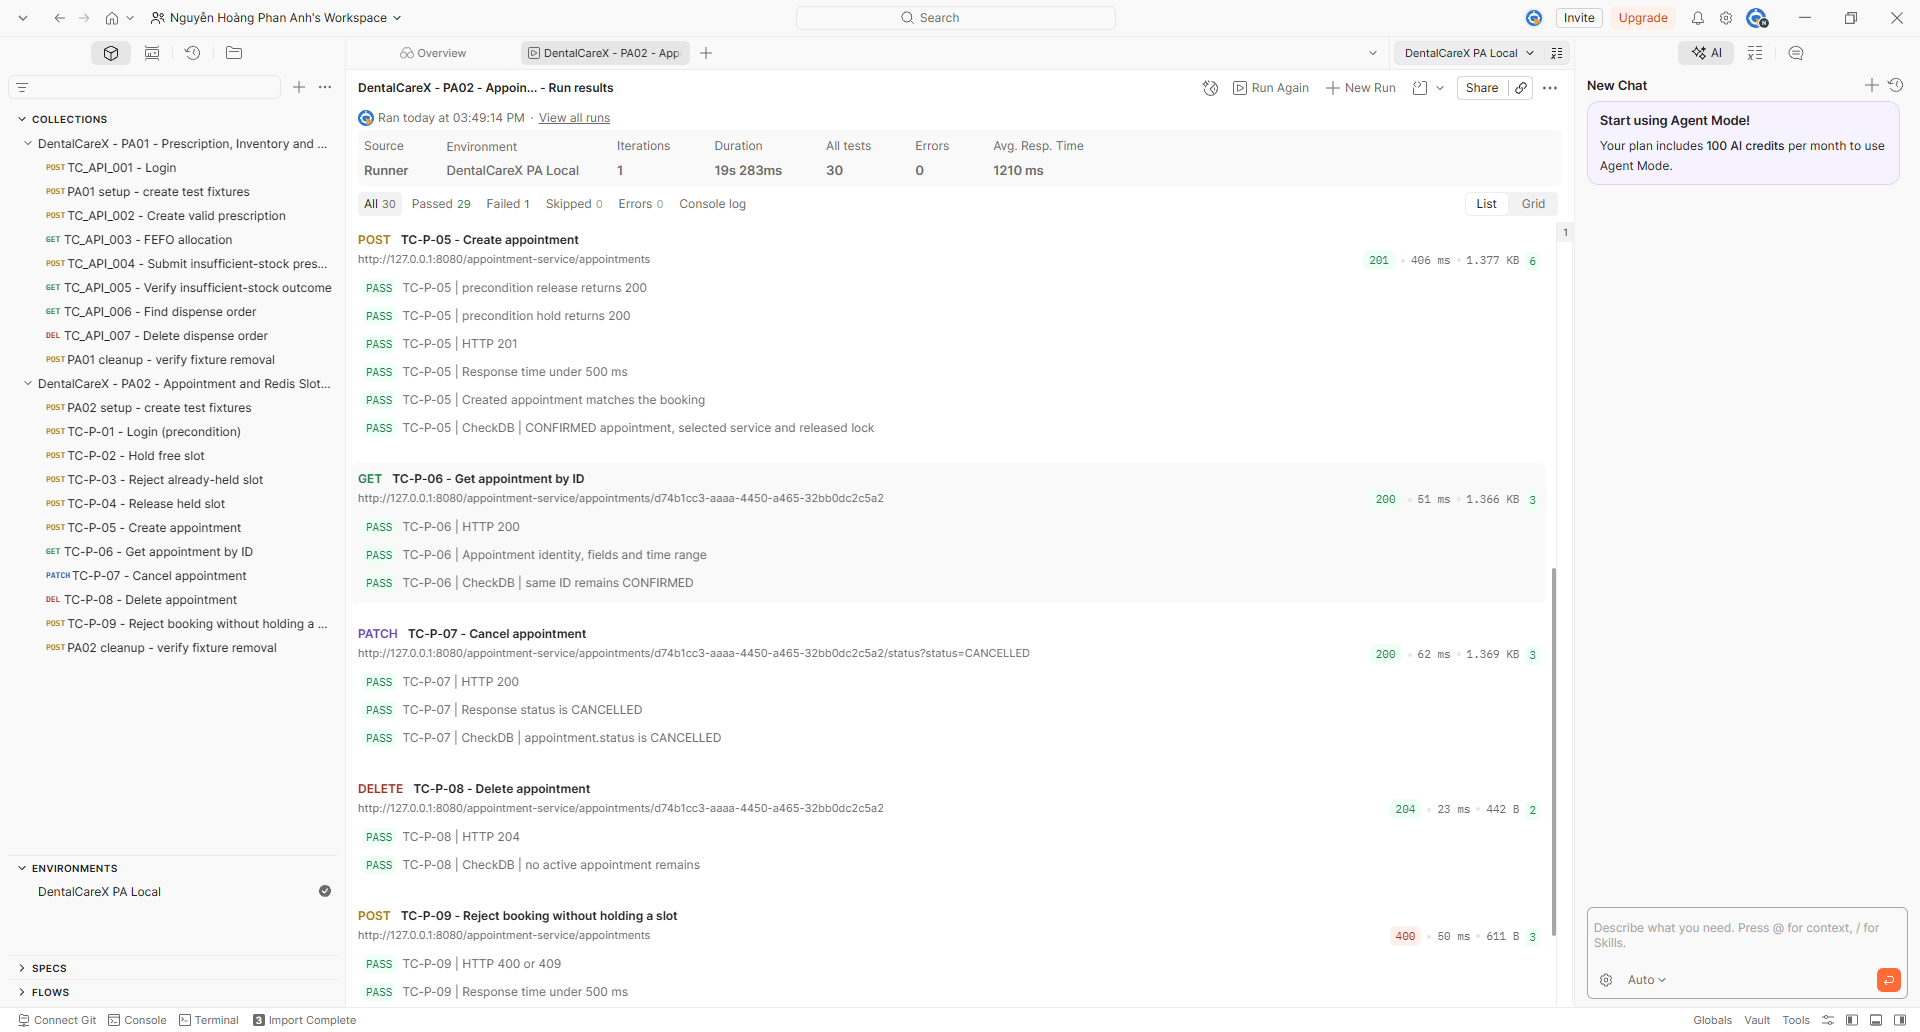 Nguyễn Hoàng Phan Anh's Workspace
Search
Invite
Upgrade
Overview
DentalCareX - PA02 - App
DentalCareX PA Local
AI
COLLECTIONS
DentalCareX - PA01 - Prescription, Inventory and ...
POST TC_API_001 - Login
POST PA01 setup - create test fixtures
POST TC_API_002 - Create valid prescription
GET TC_API_003 - FEFO allocation
POST TC_API_004 - Submit insufficient-stock pres...
GET TC_API_005 - Verify insufficient-stock outcome
GET TC_API_006 - Find dispense order
DEL TC_API_007 - Delete dispense order
POST PA01 cleanup - verify fixture removal
DentalCareX - PA02 - Appointment and Redis Slot...
POST PA02 setup - create test fixtures
POST TC-P-01 - Login (precondition)
POST TC-P-02 - Hold free slot
POST TC-P-03 - Reject already-held slot
POST TC-P-04 - Release held slot
POST TC-P-05 - Create appointment
GET TC-P-06 - Get appointment by ID
PATCH TC-P-07 - Cancel appointment
DEL TC-P-08 - Delete appointment
POST TC-P-09 - Reject booking without holding a ...
POST PA02 cleanup - verify fixture removal
ENVIRONMENTS
DentalCareX PA Local
SPECS
FLOWS
DentalCareX - PA02 - Appoin... - Run results
Run Again
New Run
Share
Ran today at 03:49:14 PM · View all runs
Source Environment Iterations Duration All tests Errors Avg. Resp. Time
Runner DentalCareX PA Local 1 19s 283ms 30 0 1210 ms
All 30 Passed 29 Failed 1 Skipped 0 Errors 0 Console log
List Grid
1
POST TC-P-05 - Create appointment
http://127.0.0.1:8080/appointment-service/appointments
201 • 406 ms • 1.377 KB 6
PASS TC-P-05 | precondition release returns 200
PASS TC-P-05 | precondition hold returns 200
PASS TC-P-05 | HTTP 201
PASS TC-P-05 | Response time under 500 ms
PASS TC-P-05 | Created appointment matches the booking
PASS TC-P-05 | CheckDB | CONFIRMED appointment, selected service and released lock
GET TC-P-06 - Get appointment by ID
http://127.0.0.1:8080/appointment-service/appointments/d74b1cc3-aaaa-4450-a465-32bb0dc2c5a2
200 • 51 ms • 1.366 KB 3
PASS TC-P-06 | HTTP 200
PASS TC-P-06 | Appointment identity, fields and time range
PASS TC-P-06 | CheckDB | same ID remains CONFIRMED
PATCH TC-P-07 - Cancel appointment
http://127.0.0.1:8080/appointment-service/appointments/d74b1cc3-aaaa-4450-a465-32bb0dc2c5a2/status?status=CANCELLED
200 • 62 ms • 1.369 KB 3
PASS TC-P-07 | HTTP 200
PASS TC-P-07 | Response status is CANCELLED
PASS TC-P-07 | CheckDB | appointment.status is CANCELLED
DELETE TC-P-08 - Delete appointment
http://127.0.0.1:8080/appointment-service/appointments/d74b1cc3-aaaa-4450-a465-32bb0dc2c5a2
204 • 23 ms • 442 B 2
PASS TC-P-08 | HTTP 204
PASS TC-P-08 | CheckDB | no active appointment remains
POST TC-P-09 - Reject booking without holding a slot
http://127.0.0.1:8080/appointment-service/appointments
400 • 50 ms • 611 B 3
PASS TC-P-09 | HTTP 400 or 409
PASS TC-P-09 | Response time under 500 ms
New Chat
Start using Agent Mode!
Your plan includes 100 AI credits per month to use
Agent Mode.
Describe what you need. Press @ for context, / for
Skills.
Auto
Connect Git
Console
Terminal
3 Import Complete
Globals
Vault
Tools